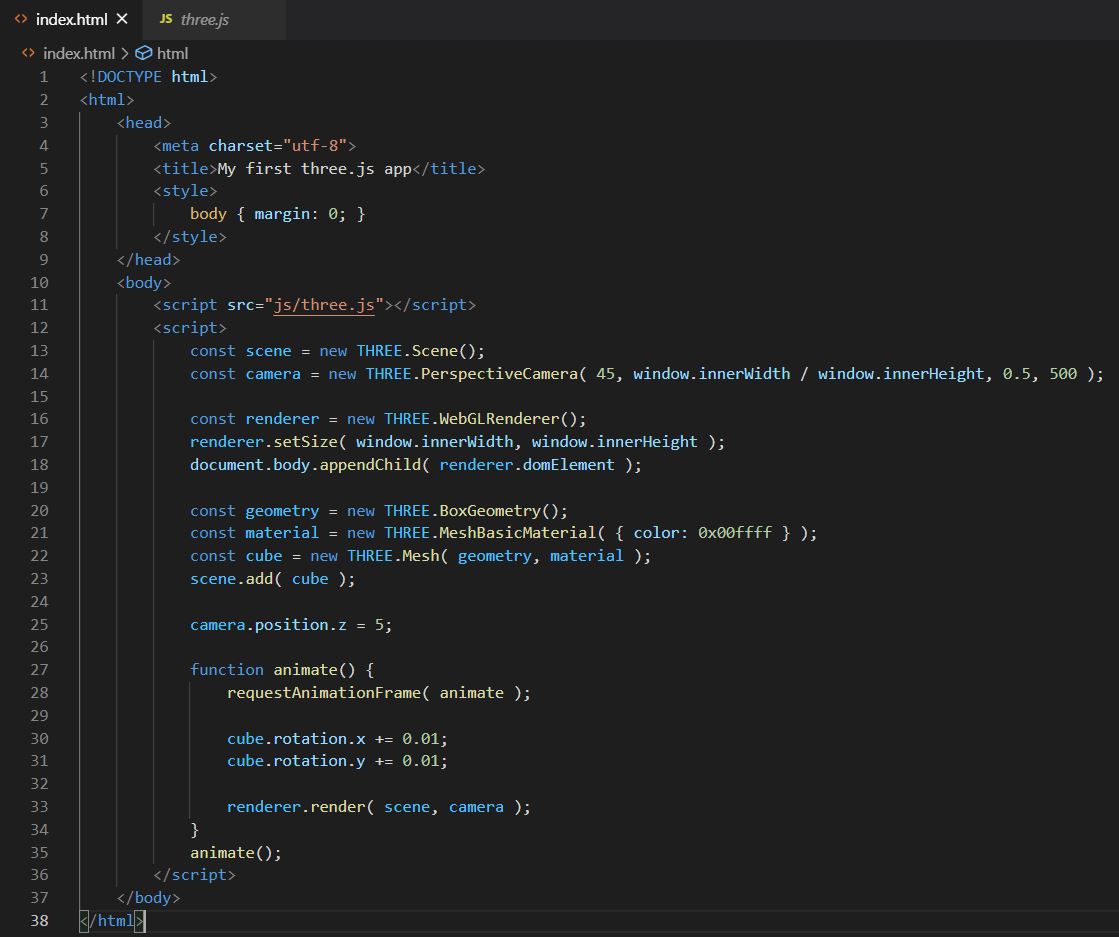 index.html
JS three.js
index.html > html
1 <!DOCTYPE html>
2 <html>
3     <head>
4         <meta charset="utf-8">
5         <title>My first three.js app</title>
6         <style>
7             body { margin: 0; }
8         </style>
9     </head>
10     <body>
11         <script src="js/three.js"></script>
12         <script>
13             const scene = new THREE.Scene();
14             const camera = new THREE.PerspectiveCamera( 45, window.innerWidth / window.innerHeight, 0.5, 500 );
15
16             const renderer = new THREE.WebGLRenderer();
17             renderer.setSize( window.innerWidth, window.innerHeight );
18             document.body.appendChild( renderer.domElement );
19
20             const geometry = new THREE.BoxGeometry();
21             const material = new THREE.MeshBasicMaterial( { color: 0x00ffff } );
22             const cube = new THREE.Mesh( geometry, material );
23             scene.add( cube );
24
25             camera.position.z = 5;
26
27             function animate() {
28                 requestAnimationFrame( animate );
29
30                 cube.rotation.x += 0.01;
31                 cube.rotation.y += 0.01;
32
33                 renderer.render( scene, camera );
34             }
35             animate();
36         </script>
37     </body>
38 </html>